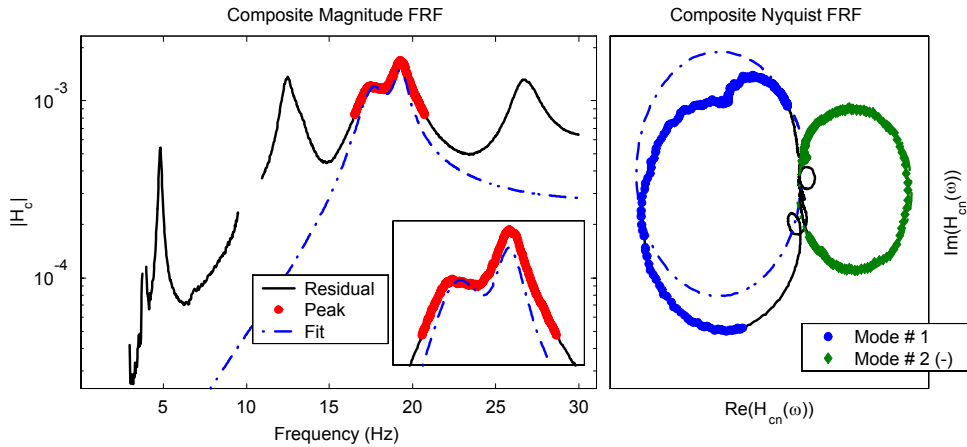 Composite Magnitude FRF
Composite Nyquist FRF
|H_c|
10^-3
10^-4
Residual
Peak
Fit
5
10
15
20
25
30
Frequency (Hz)
Im(H_cn(ω))
Mode # 1
Mode # 2 (-)
Re(H_cn(ω))